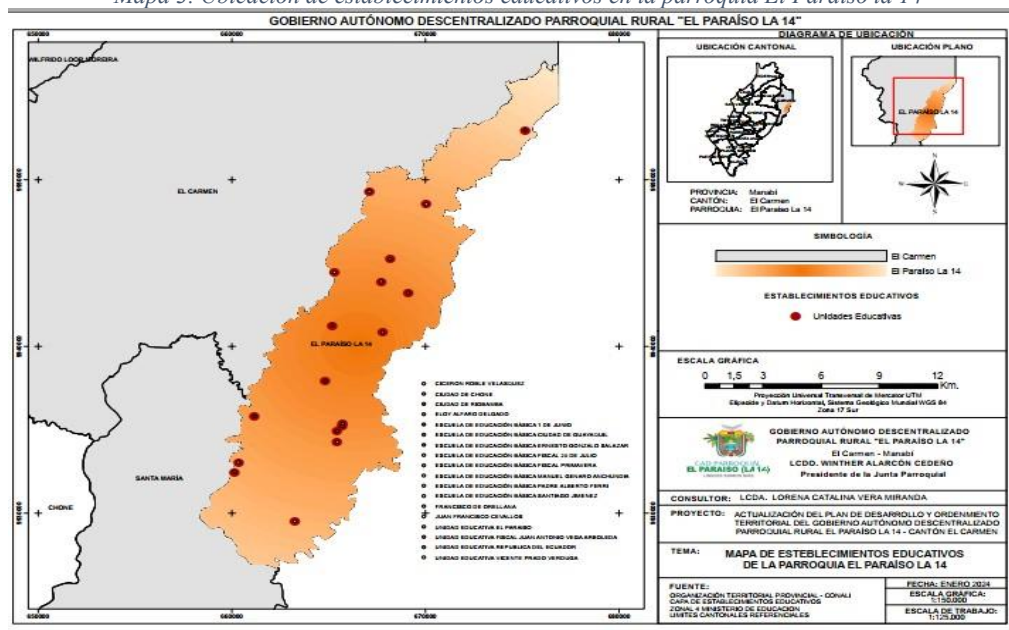 Mapa 3. Ubicación de establecimientos educativos en la parroquia El Paraíso la 14
GOBIERNO AUTÓNOMO DESCENTRALIZADO PARROQUIAL RURAL "EL PARAÍSO LA 14"
650000
660000
670000
680000
WILFRIDO LOOR MOREIRA
EL CARMEN
EL PARAÍSO LA 14
SANTA MARÍA
CHONE
CICERÓN ROBLE VELASQUEZ
CIUDAD DE CHONE
CIUDAD DE RIOBAMBA
ELOY ALFARO DELGADO
ESCUELA DE EDUCACIÓN BÁSICA 1 DE JUNIO
ESCUELA DE EDUCACIÓN BÁSICA CIUDAD DE GUAYAQUIL
ESCUELA DE EDUCACIÓN BÁSICA ERNESTO GONZALO SALAZAR
ESCUELA DE EDUCACIÓN BÁSICA FISCAL 24 DE JULIO
ESCUELA DE EDUCACIÓN BÁSICA FISCAL PRIMAVERA
ESCUELA DE EDUCACIÓN BÁSICA MANUEL GENARO ANCHUNDIA
ESCUELA DE EDUCACIÓN BÁSICA PADRE ALBERTO FERRI
ESCUELA DE EDUCACIÓN BÁSICA SANTIAGO JIMENEZ
FRANCISCO DE ORELLANA
JUAN FRANCISCO CEVALLOS
UNIDAD EDUCATIVA EL PARAISO
UNIDAD EDUCATIVA FISCAL JUAN ANTONIO VEGA ARBOLEDA
UNIDAD EDUCATIVA REPUBLICA DEL ECUADOR
UNIDAD EDUCATIVA VICENTE PRADO VERDUGA
650000
660000
670000
680000
DIAGRAMA DE UBICACIÓN
UBICACIÓN CANTONAL
UBICACIÓN PLANO
EL PARAISO LA 14
N
S
PROVINCIA: Manabí
CANTÓN: El Carmen
PARROQUIA: El Paraíso La 14
SIMBOLOGÍA
El Carmen
El Paraíso La 14
ESTABLECIMIENTOS EDUCATIVOS
Unidades Educativas
ESCALA GRÁFICA
0 1,5 3 6 9 12
Km.
Proyección Universal Transversal de Mercator UTM
Elipsoide y Datum Horizontal, Sistema Geológico Mundial WGS 84
Zona 17 Sur
GAD PARROQUIAL
EL PARAÍSO (LA 14)
GOBIERNO AUTÓNOMO DESCENTRALIZADO
PARROQUIAL RURAL "EL PARAÍSO LA 14"
El Carmen - Manabí
LCDO. WINTHER ALARCÓN CEDEÑO
Presidente de la Junta Parroquial
CONSULTOR: LCDA. LORENA CATALINA VERA MIRANDA
PROYECTO: ACTUALIZACIÓN DEL PLAN DE DESARROLLO Y ORDENMIENTO
TERRITORIAL DEL GOBIERNO AUTÓNOMO DESCENTRALIZADO
PARROQUIAL RURAL EL PARAÍSO LA 14 - CANTÓN EL CARMEN
TEMA: MAPA DE ESTEBLECIMIENTOS EDUCATIVOS
DE LA PARROQUIA EL PARAÍSO LA 14
FUENTE:
ORGANIZACIÓN TERRITORIAL PROVINCIAL - CONALI
CAPA DE ESTABLECIMIENTOS EDUCATIVOS
ZONAL 4 MINISTERIO DE EDUCACION
LIMITES CANTONALES REFERENCIALES
FECHA: ENERO 2024
ESCALA GRÁFICA:
1:150.000
ESCALA DE TRABAJO:
1:125.000